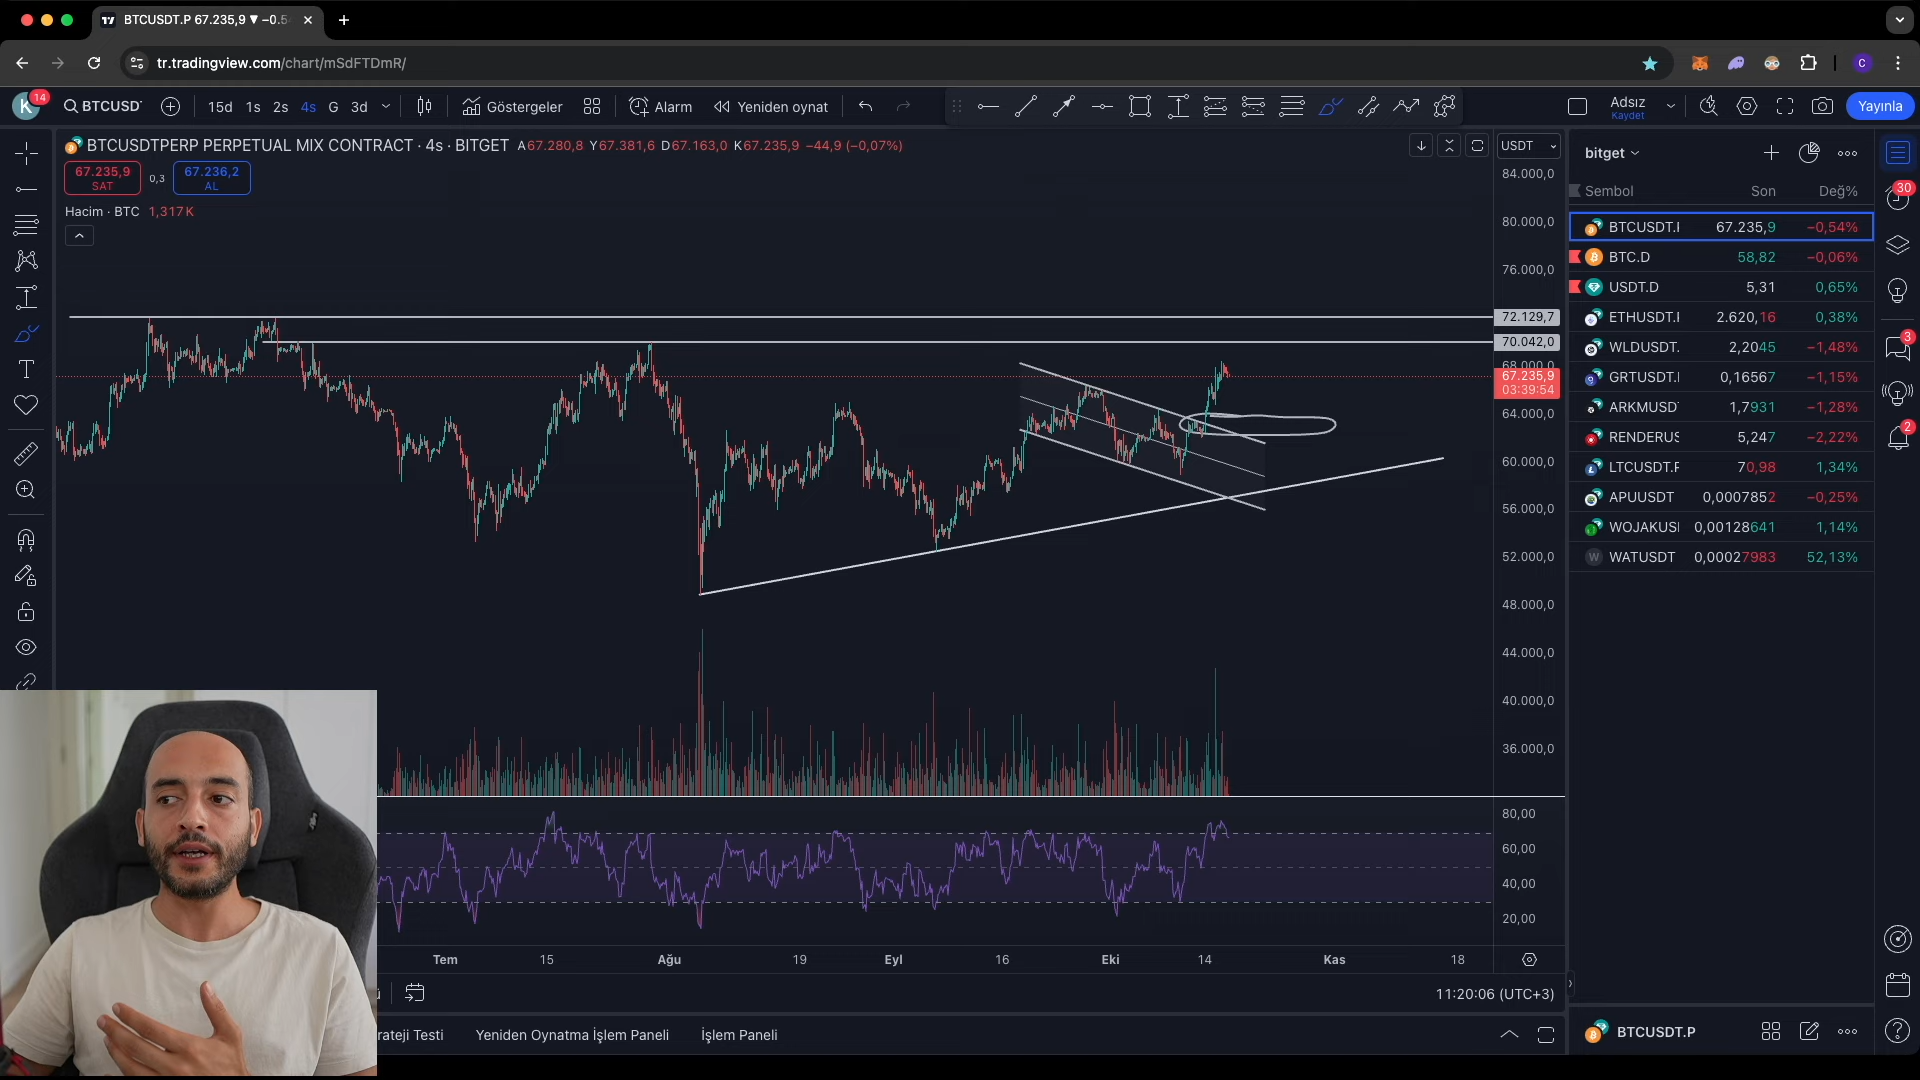 BTCUSDT.P 67.235,9 ▼ −0.5
tr.tradingview.com/chart/mSdFTDmR/
C
K 14
BTCUSD
15d 1s 2s 4s G 3d
Göstergeler
Alarm
Yeniden oynat
Adsız
Kaydet
Yayınla
BTCUSDTPERP PERPETUAL MIX CONTRACT · 4s · BITGET A67.280,8 Y67.381,6 D67.163,0 K67.235,9 −44,9 (−0,07%)
67.235,9
SAT
0,3
67.236,2
AL
Hacim · BTC 1,317 K
USDT
84.000,0
80.000,0
76.000,0
72.129,7
70.042,0
68.000,0
67.235,9
03:39:54
64.000,0
60.000,0
56.000,0
52.000,0
48.000,0
44.000,0
40.000,0
36.000,0
80,00
60,00
40,00
20,00
Tem 15 Ağu 19 Eyl 16 Eki 14 Kas 18
11:20:06 (UTC+3)
rateji Testi
Yeniden Oynatma İşlem Paneli
İşlem Paneli
bitget
Sembol Son Değ%
BTCUSDT.I 67.235,9 −0,54%
BTC.D 58,82 −0,06%
USDT.D 5,31 0,65%
ETHUSDT.I 2.620,16 0,38%
WLDUSDT. 2,2045 −1,48%
GRTUSDT.I 0,16567 −1,15%
ARKMUSD 1,7931 −1,28%
RENDERUS 5,247 −2,22%
LTCUSDT.F 70,98 1,34%
APUUSDT 0,0007852 −0,25%
WOJAKUS 0,00128641 1,14%
W WATUSDT 0,00027983 52,13%
BTCUSDT.P
30
3
2